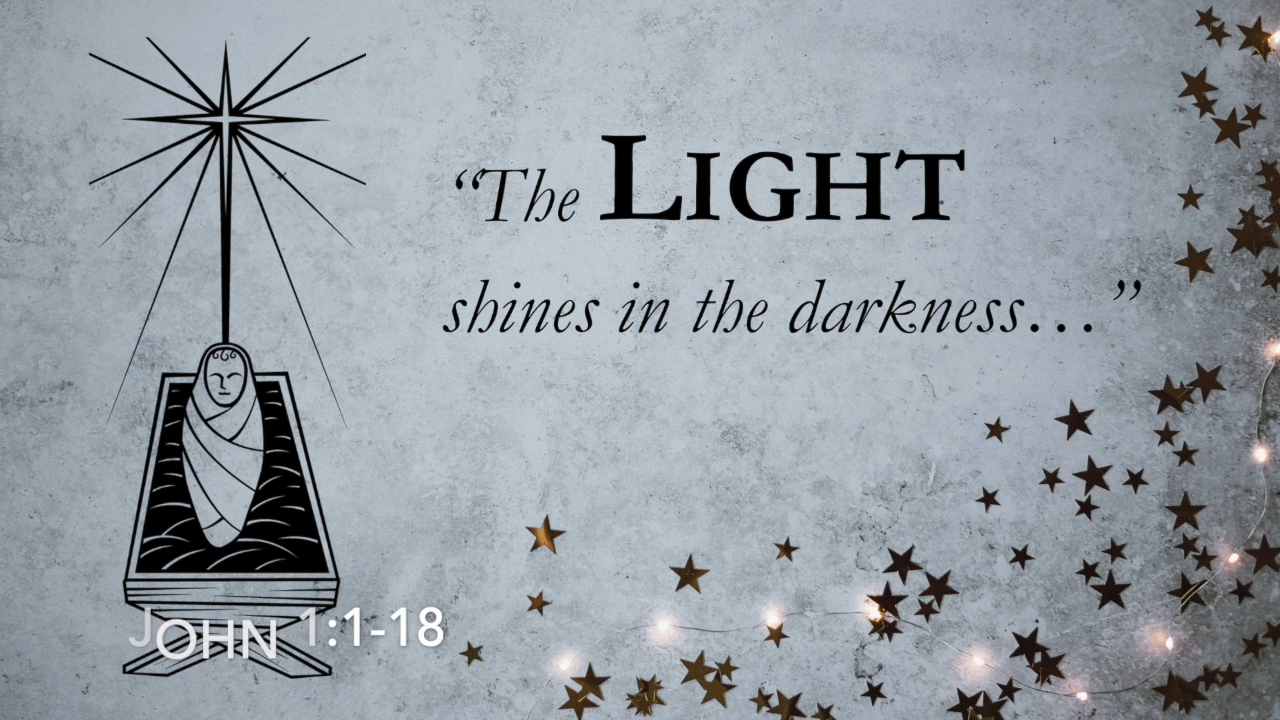 “The LIGHT
shines in the darkness…”
JOHN 1:1-18